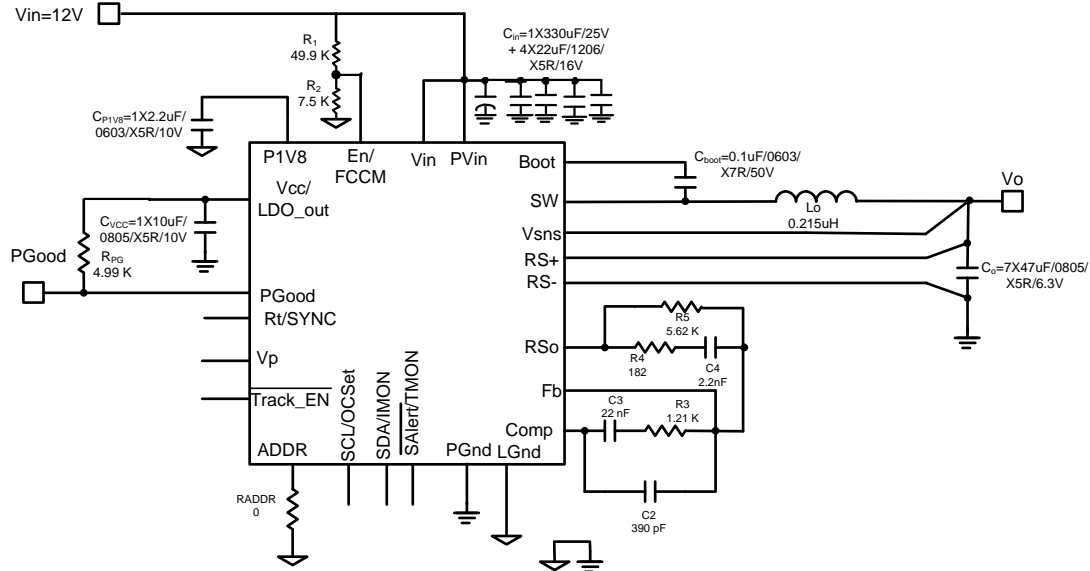 Vin=12V
R1
49.9 K
R2
7.5 K
Cin=1X330uF/25V
+ 4X22uF/1206/
X5R/16V
CP1V8=1X2.2uF/
0603/X5R/10V
P1V8
En/
FCCM
Vin
PVin
Boot
Cboot=0.1uF/0603/
X7R/50V
SW
Lo
0.215uH
Vo
Vcc/
LDO_out
CVCC=1X10uF/
0805/X5R/10V
RPG
4.99 K
PGood
Vsns
RS+
RS-
Co=7X47uF/0805/
X5R/6.3V
PGood
Rt/SYNC
Vp
Track_EN
ADDR
RSo
R5
5.62 K
R4
182
C4
2.2nF
Fb
C3
22 nF
R3
1.21 K
Comp
C2
390 pF
SCL/OCSet
SDA/IMON
SAlert/TMON
PGnd
LGnd
RADDR
0